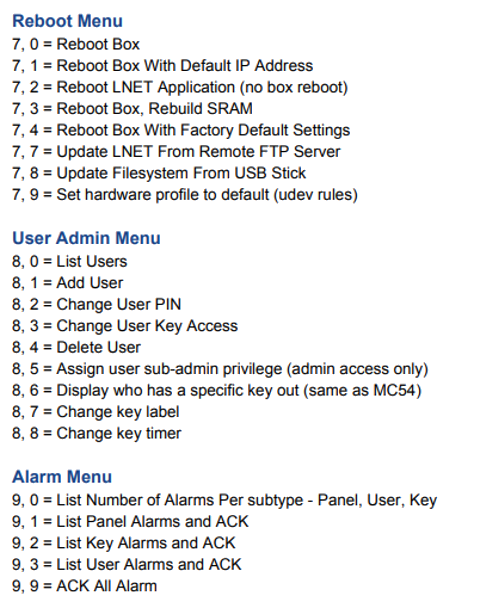 Reboot Menu
7, 0 = Reboot Box
7, 1 = Reboot Box With Default IP Address
7, 2 = Reboot LNET Application (no box reboot)
7, 3 = Reboot Box, Rebuild SRAM
7, 4 = Reboot Box With Factory Default Settings
7, 7 = Update LNET From Remote FTP Server
7, 8 = Update Filesystem From USB Stick
7, 9 = Set hardware profile to default (udev rules)
User Admin Menu
8, 0 = List Users
8, 1 = Add User
8, 2 = Change User PIN
8, 3 = Change User Key Access
8, 4 = Delete User
8, 5 = Assign user sub-admin privilege (admin access only)
8, 6 = Display who has a specific key out (same as MC54)
8, 7 = Change key label
8, 8 = Change key timer
Alarm Menu
9, 0 = List Number of Alarms Per subtype - Panel, User, Key
9, 1 = List Panel Alarms and ACK
9, 2 = List Key Alarms and ACK
9, 3 = List User Alarms and ACK
9, 9 = ACK All Alarm